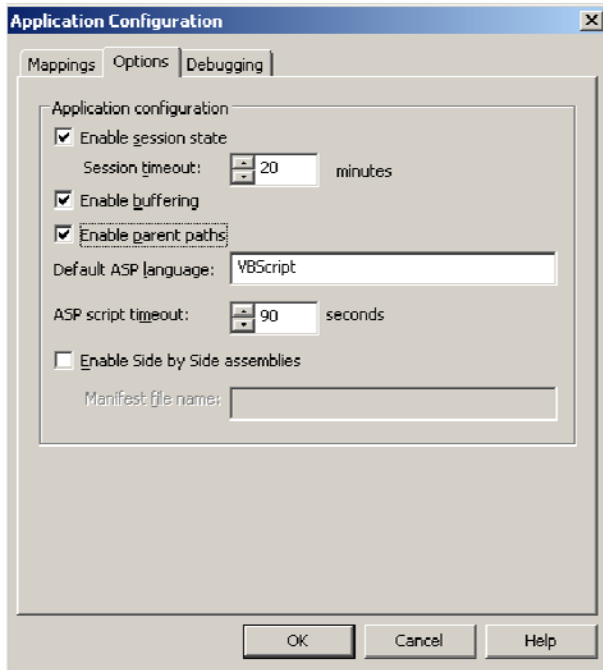 Application Configuration
Mappings Options Debugging
Application configuration
Enable session state
Session timeout: 20 minutes
Enable buffering
Enable parent paths
Default ASP language: VBScript
ASP script timeout: 90 seconds
Enable Side by Side assemblies
Manifest file name:
OK Cancel Help